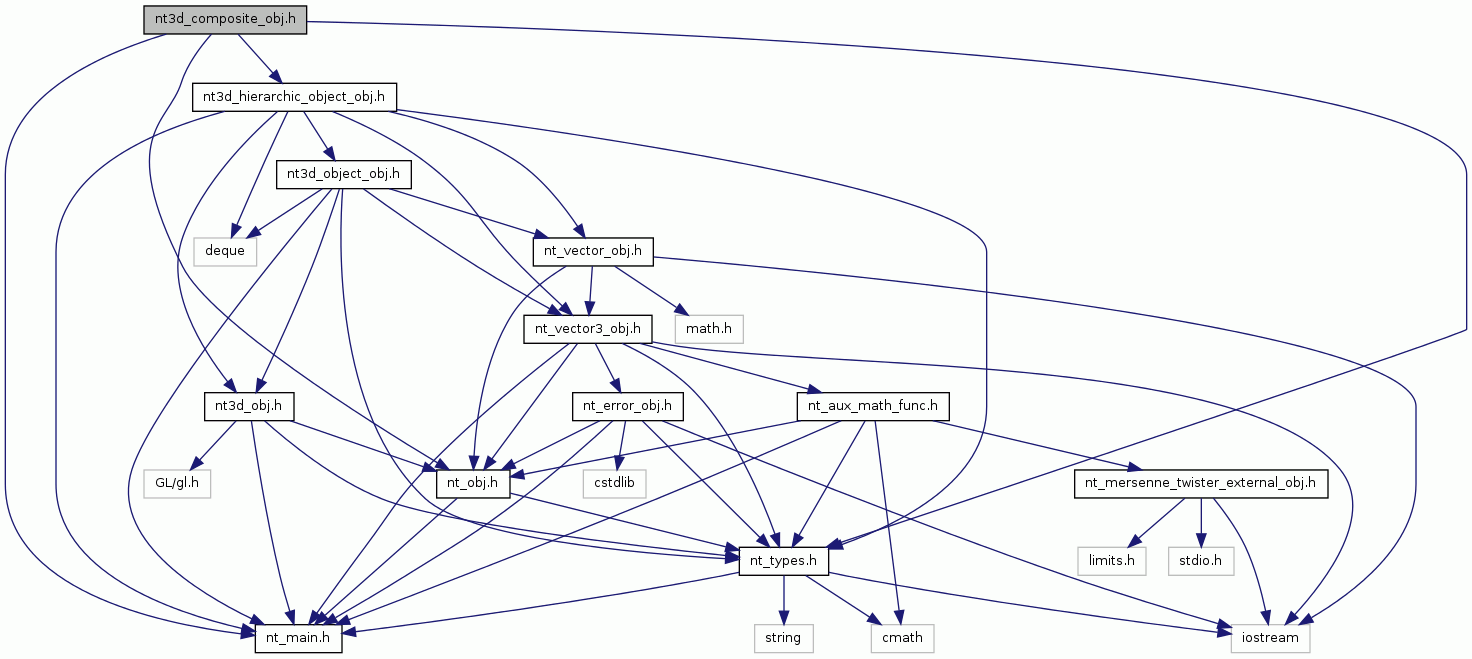 nt3d_composite_obj.h
nt3d_hierarchic_object_obj.h
nt3d_object_obj.h
deque
nt_vector_obj.h
nt_vector3_obj.h
math.h
nt3d_obj.h
nt_error_obj.h
nt_aux_math_func.h
GL/gl.h
nt_obj.h
cstdlib
nt_mersenne_twister_external_obj.h
nt_types.h
limits.h
stdio.h
nt_main.h
string
cmath
iostream